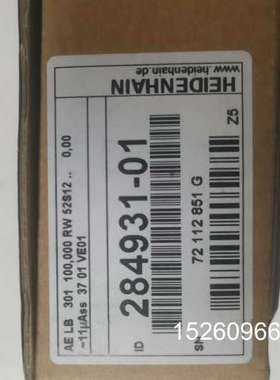 HEIDENHAIN
www.heidenhain.de
AE LB 301 100,000 RW 52S12 .. 0,00
~11µAss 37 01 VE01
ID
284931-01
Z5
SN
72 112 851 G
15260966